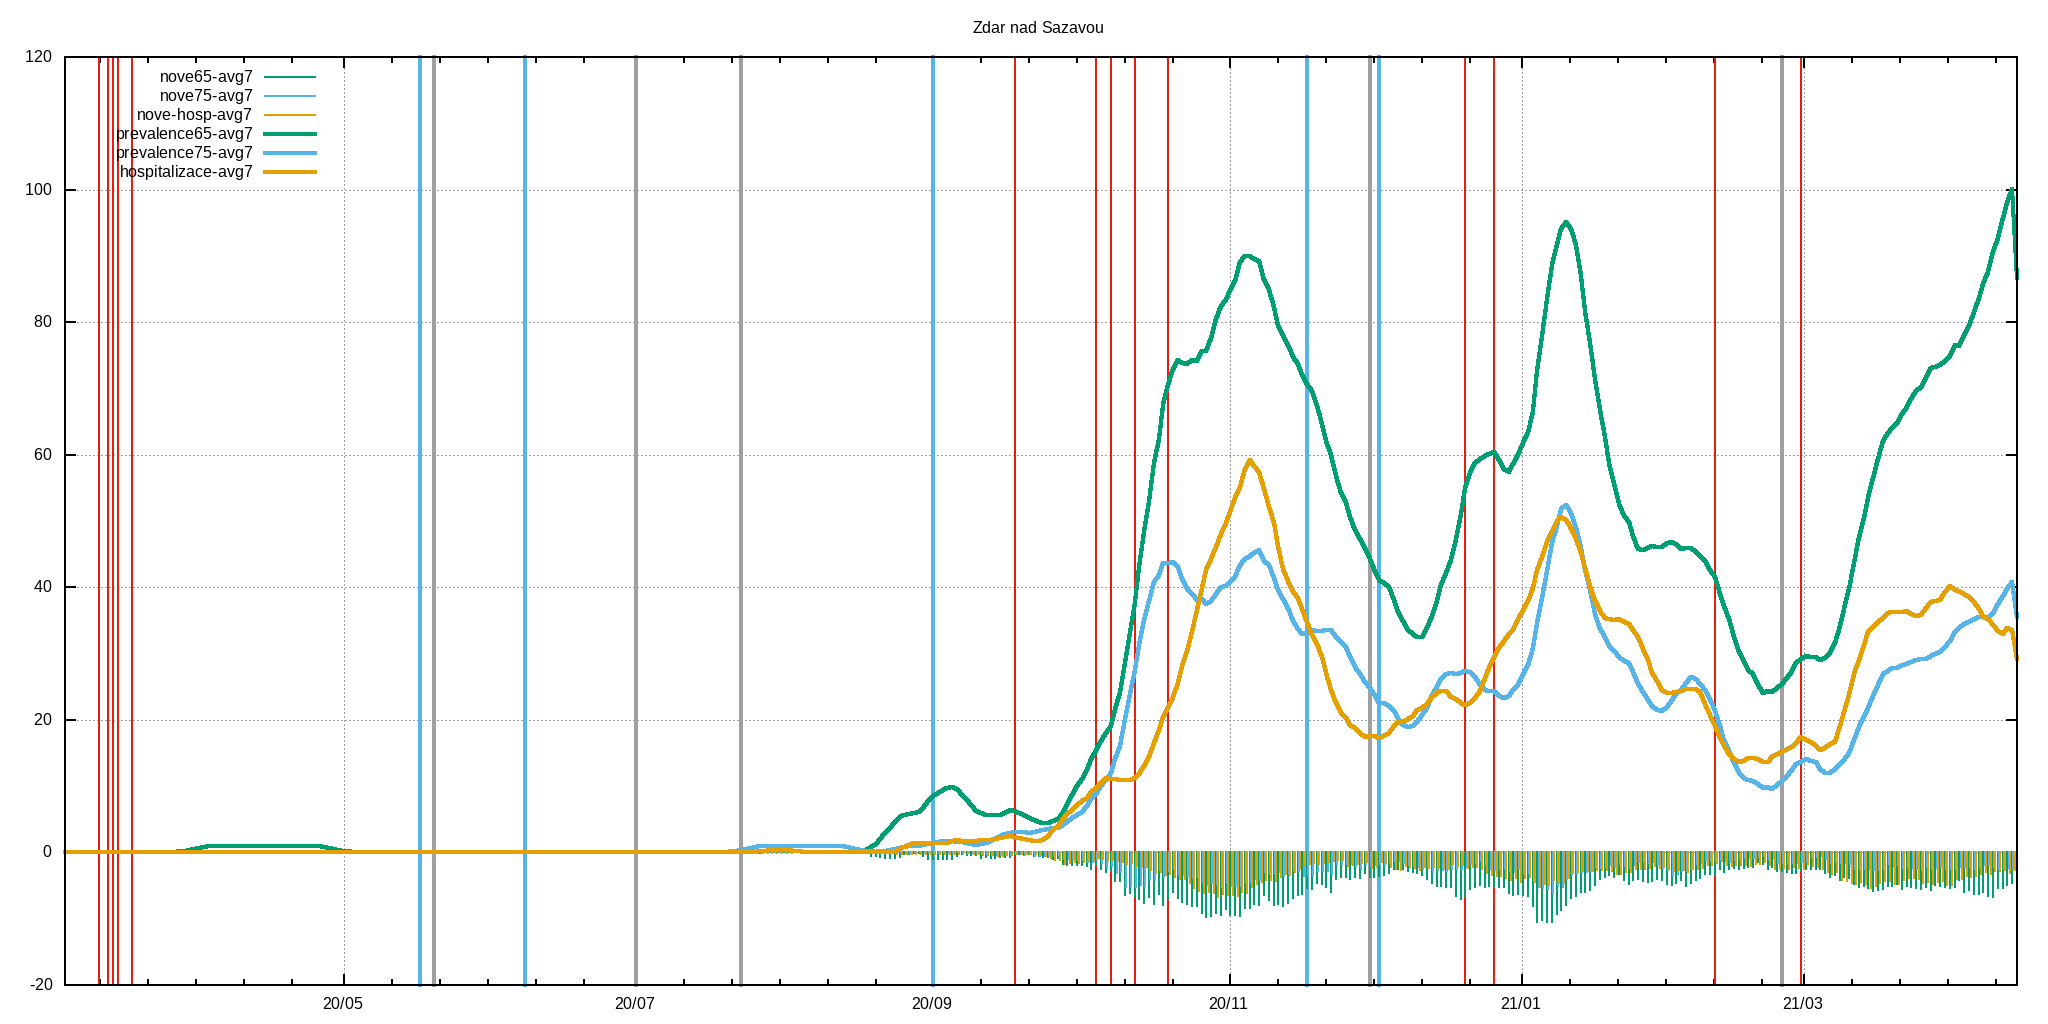 Zdar nad Sazavou
120
100
80
60
40
20
0
-20
nove65-avg7
nove75-avg7
nove-hosp-avg7
prevalence65-avg7
prevalence75-avg7
hospitalizace-avg7
20/05 20/07 20/09 20/11 21/01 21/03